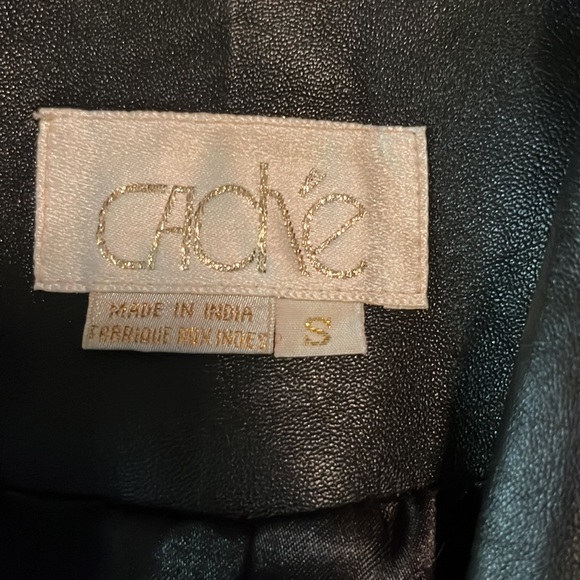 CAché
MADE IN INDIA
FABRIQUE AUX INDES
S